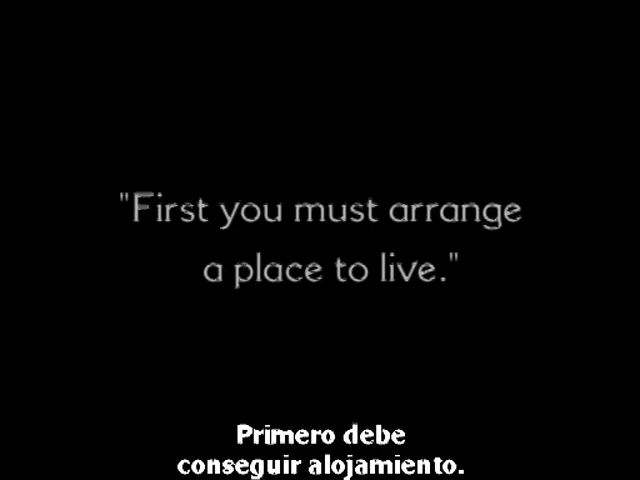 "First you must arrange
a place to live."
Primero debe
conseguir alojamiento.